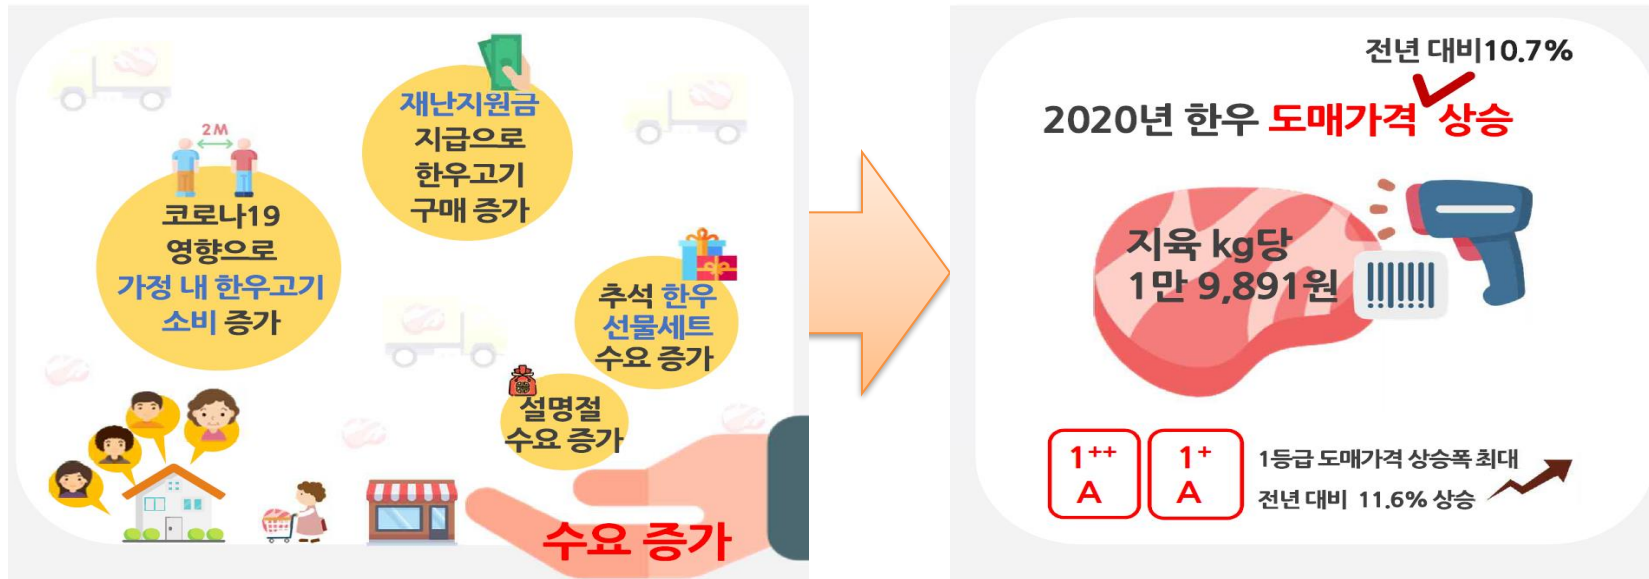 2M
코로나19
영향으로
가정 내 한우고기
소비 증가
재난지원금
지급으로
한우고기
구매 증가
추석 한우
선물세트
수요 증가
설명절
수요 증가
수요 증가
전년 대비10.7%
2020년 한우 도매가격 상승
지육 kg당
1만 9,891원
1++
A
1+
A
1등급 도매가격 상승폭 최대
전년 대비 11.6% 상승